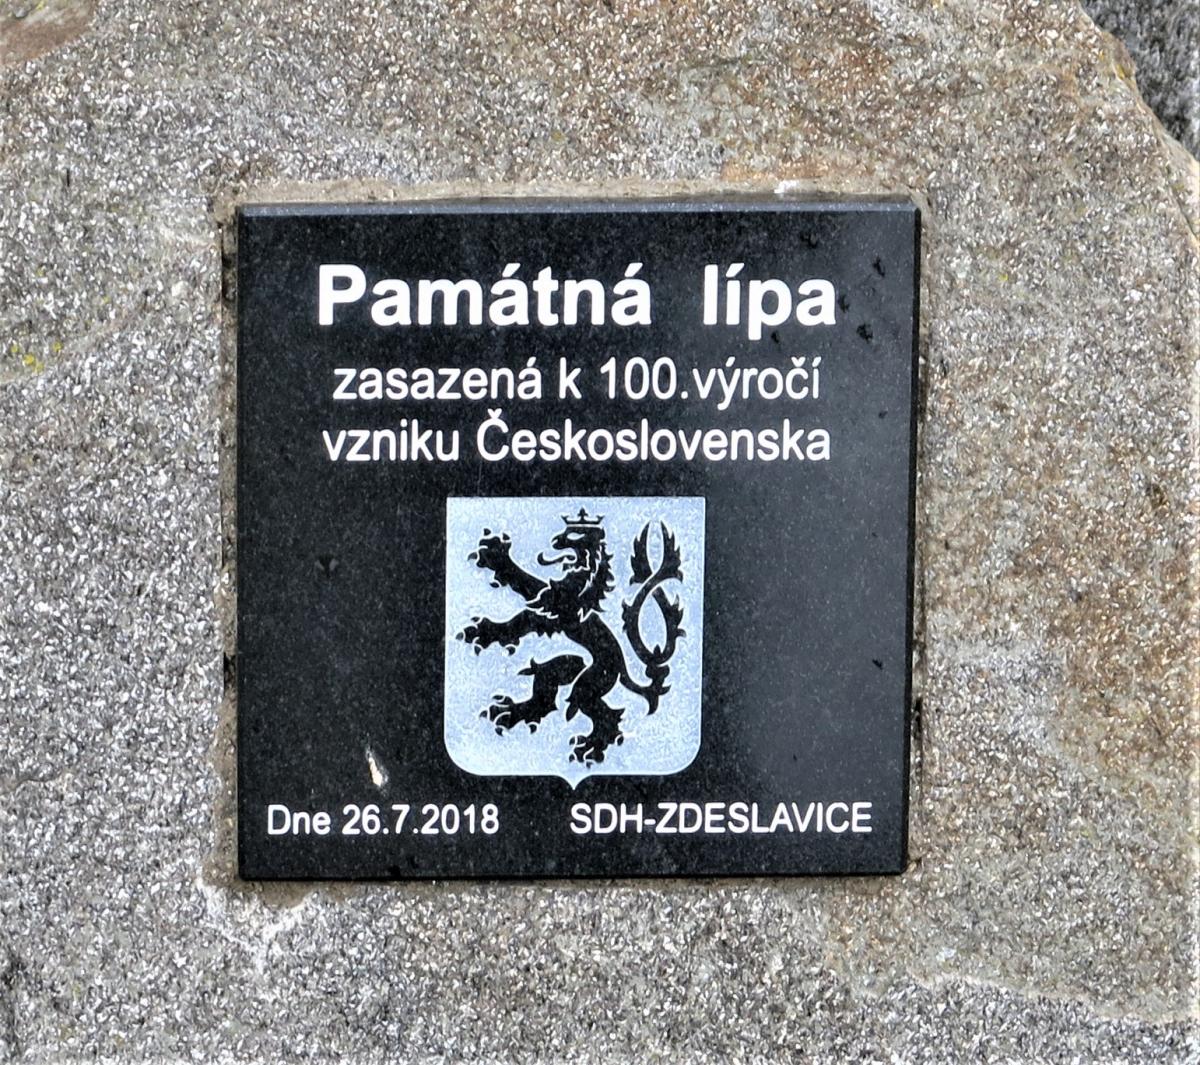 Památná lípa
zasazená k 100.výročí
vzniku Československa
Dne 26.7.2018 SDH-ZDESLAVICE